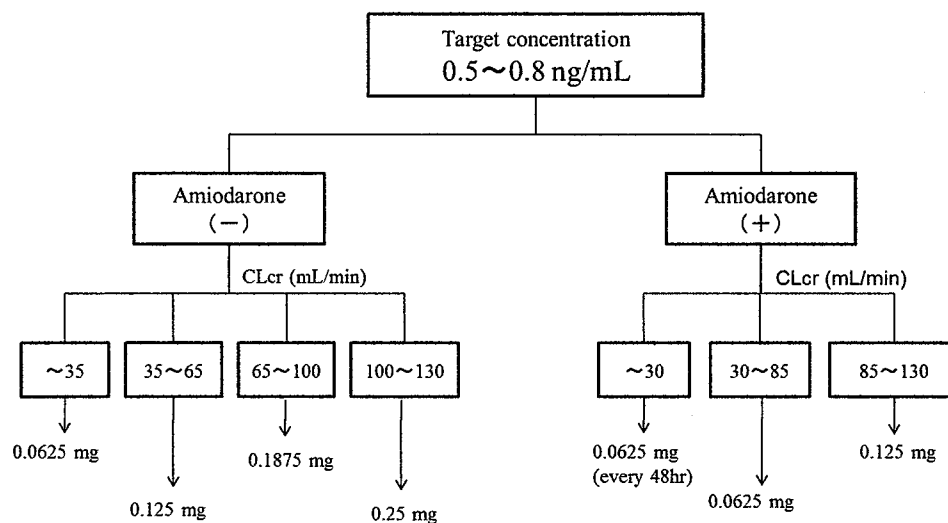 Target concentration
0.5～0.8 ng/mL
Amiodarone
(－)
Amiodarone
(＋)
CLcr (mL/min)
CLcr (mL/min)
～35
35～65
65～100
100～130
～30
30～85
85～130
0.0625 mg
0.125 mg
0.1875 mg
0.25 mg
0.0625 mg
(every 48hr)
0.0625 mg
0.125 mg